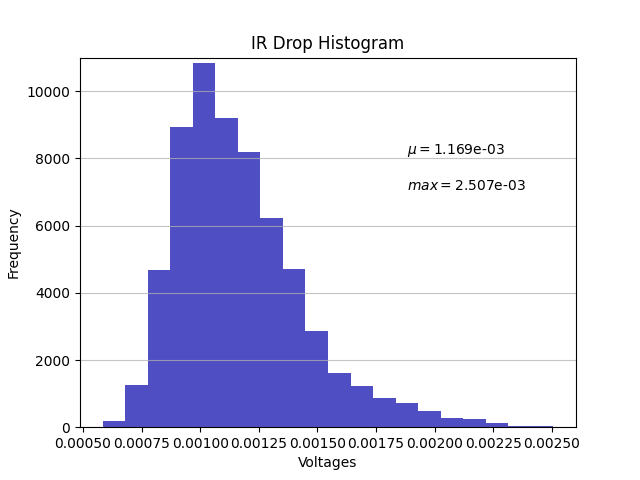 IR Drop Histogram
10000
8000
6000
4000
2000
0
Frequency
μ = 1.169e-03
max = 2.507e-03
0.00050 0.00075 0.00100 0.00125 0.00150 0.00175 0.00200 0.00225 0.00250
Voltages